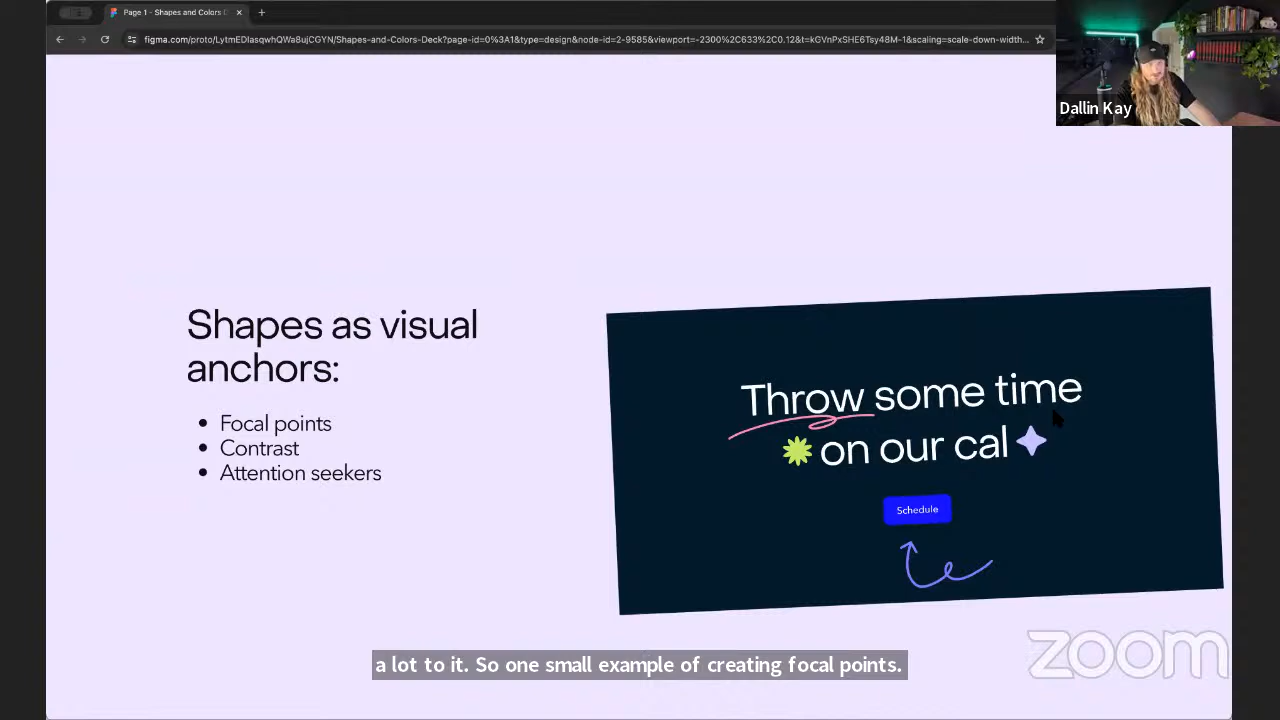 Page 1 - Shapes and Colors D
figma.com/proto/LytmEDIasqwhQWa8ujCGYN/Shapes-and-Colors-Deck?page-id=0%3A1&type=design&node-id=2-9585&viewport=-2300%2C633%2C0.12&t=kGVnPxSHE6Tsy48M-1&scaling=scale-down-width...
Dallin Kay
Shapes as visual
anchors:
• Focal points
• Contrast
• Attention seekers
Throw some time
on our cal
Schedule
a lot to it. So one small example of creating focal points.
zoom